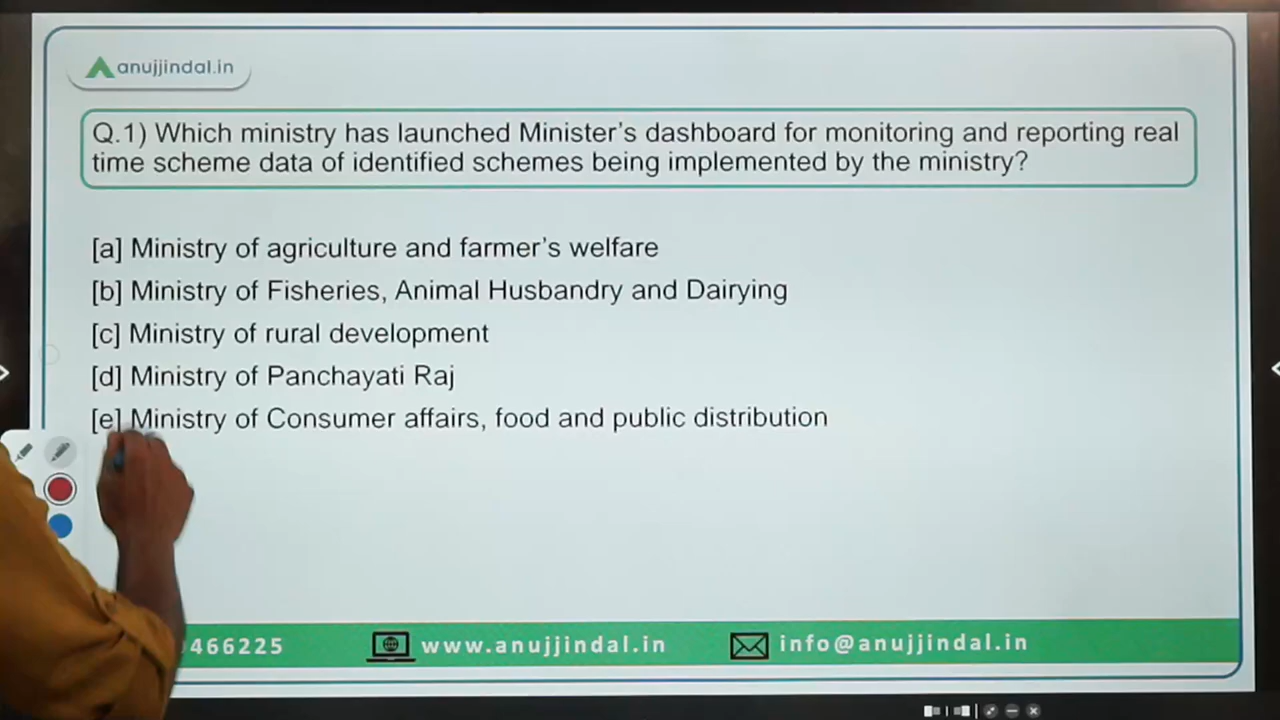 anujjindal.in
Q.1) Which ministry has launched Minister's dashboard for monitoring and reporting real
time scheme data of identified schemes being implemented by the ministry?
[a] Ministry of agriculture and farmer's welfare
[b] Ministry of Fisheries, Animal Husbandry and Dairying
[c] Ministry of rural development
[d] Ministry of Panchayati Raj
[e] Ministry of Consumer affairs, food and public distribution
466225
www.anujjindal.in
info@anujjindal.in